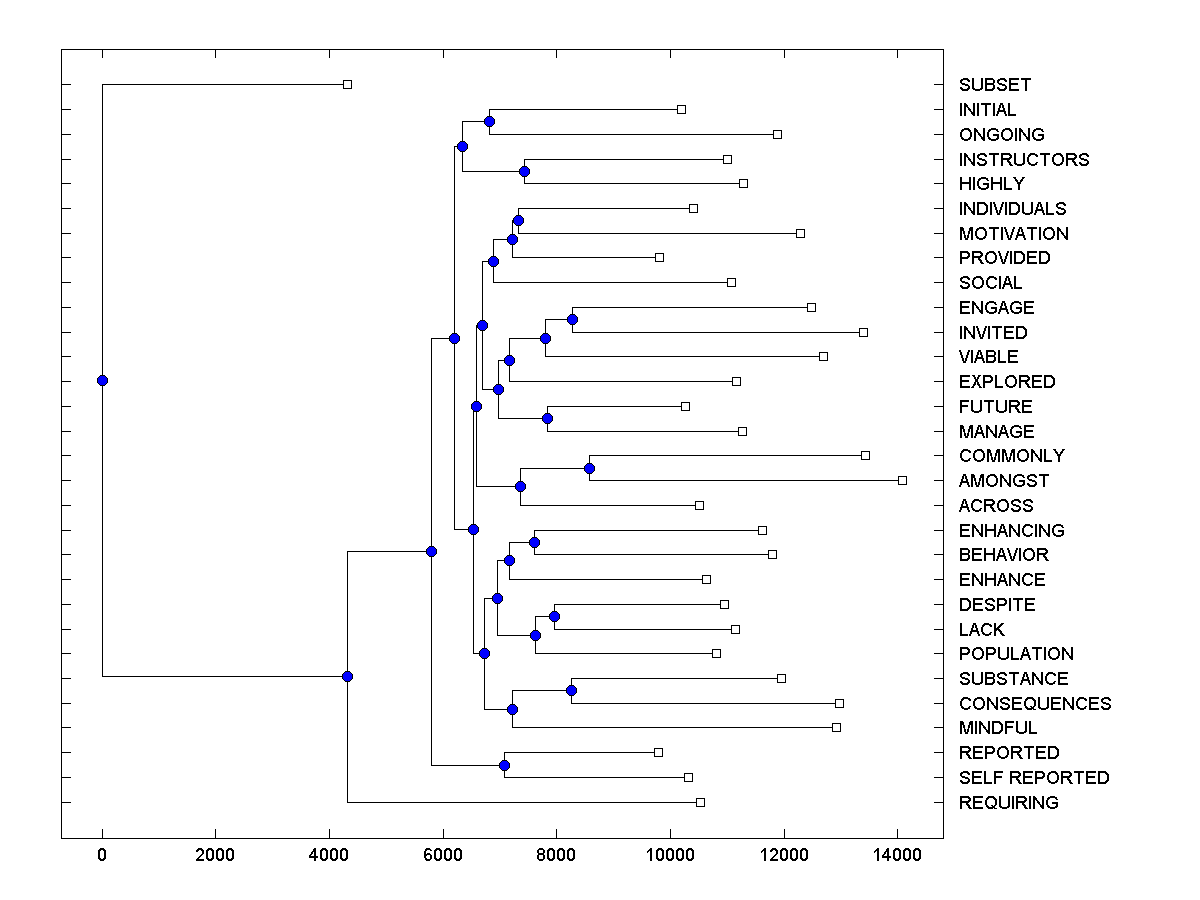 SUBSET
INITIAL
ONGOING
INSTRUCTORS
HIGHLY
INDIVIDUALS
MOTIVATION
PROVIDED
SOCIAL
ENGAGE
INVITED
VIABLE
EXPLORED
FUTURE
MANAGE
COMMONLY
AMONGST
ACROSS
ENHANCING
BEHAVIOR
ENHANCE
DESPITE
LACK
POPULATION
SUBSTANCE
CONSEQUENCES
MINDFUL
REPORTED
SELF REPORTED
REQUIRING
0 2000 4000 6000 8000 10000 12000 14000